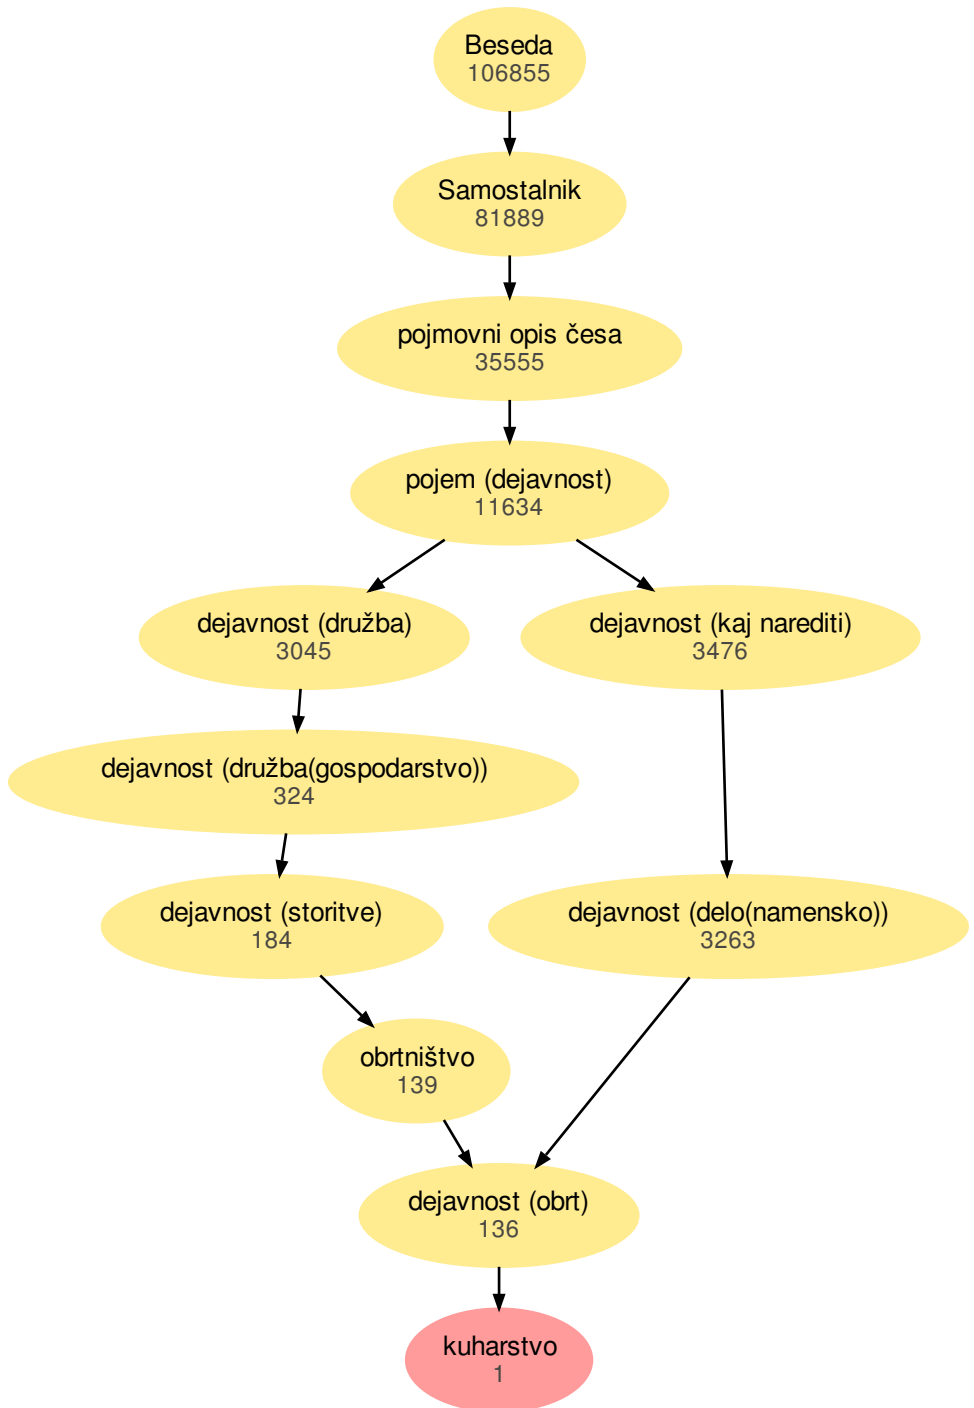 Beseda
106855
Samostalnik
81889
pojmovni opis česa
35555
pojem (dejavnost)
11634
dejavnost (družba)
3045
dejavnost (kaj narediti)
3476
dejavnost (družba(gospodarstvo))
324
dejavnost (storitve)
184
dejavnost (delo(namensko))
3263
obrtništvo
139
dejavnost (obrt)
136
kuharstvo
1